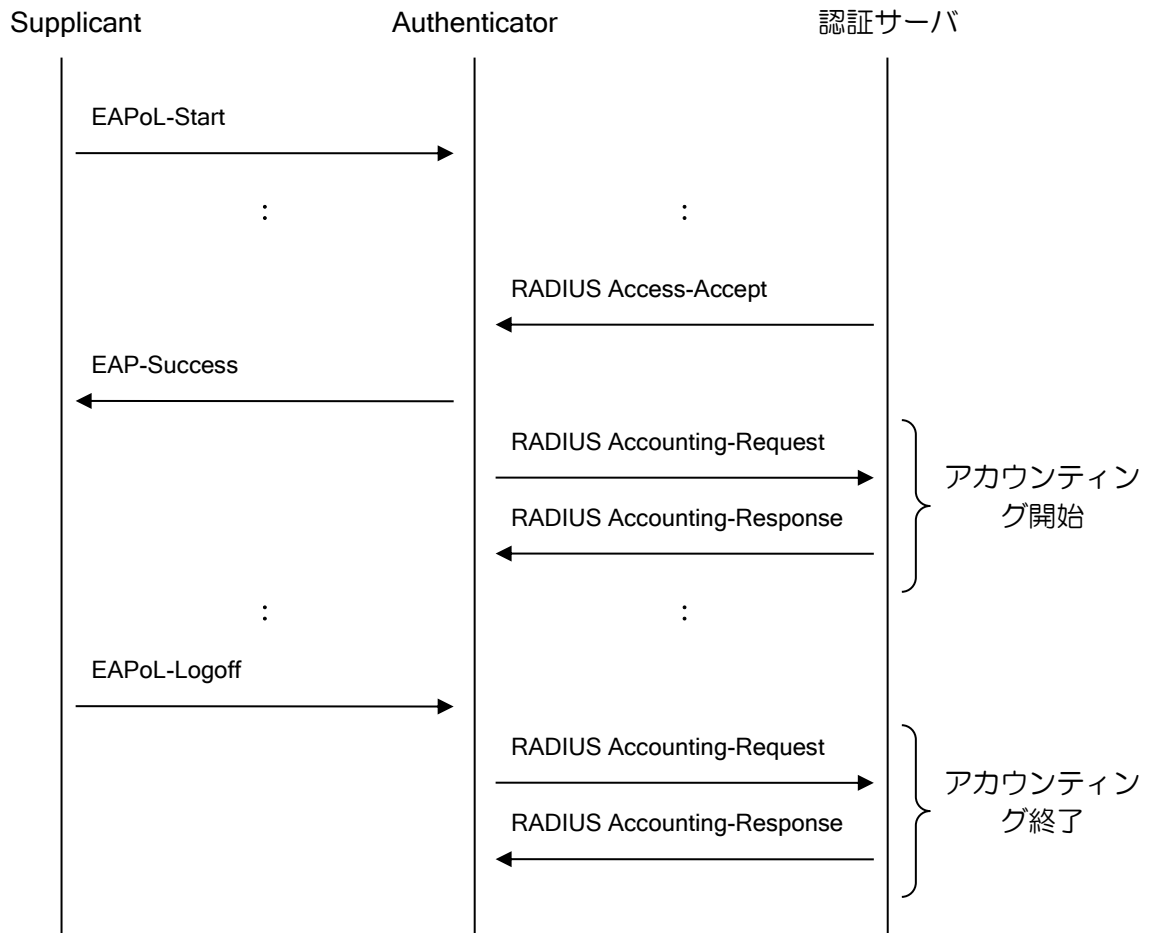 Supplicant
Authenticator
認証サーバ
EAPoL-Start
:
:
RADIUS Access-Accept
EAP-Success
RADIUS Accounting-Request
アカウンティン
グ開始
RADIUS Accounting-Response
:
:
EAPoL-Logoff
RADIUS Accounting-Request
アカウンティン
グ終了
RADIUS Accounting-Response